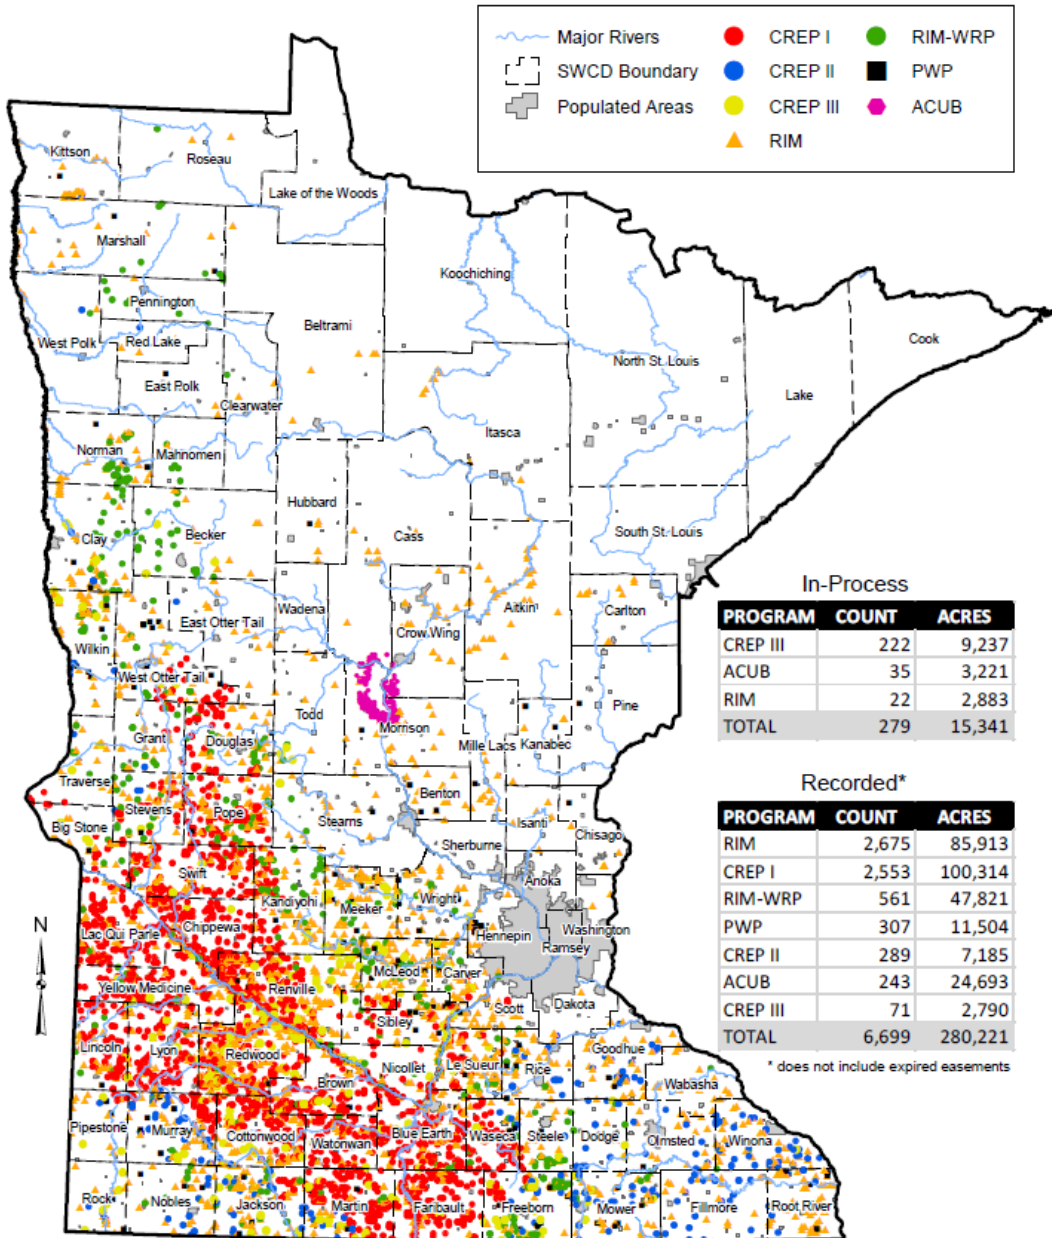 Major Rivers
SWCD Boundary
Populated Areas
CREP I
CREP II
CREP III
RIM
RIM-WRP
PWP
ACUB
Kittson
Roseau
Lake of the Woods
Marshall
Koochiching
Pennington
Beltrami
West Polk
Red Lake
North St. Louis
Cook
East Polk
Lake
Clearwater
Itasca
Norman
Mahnomen
Hubbard
Cass
South St. Louis
Clay
Becker
Wadena
Aitkin
Carlton
East Otter Tail
Crow Wing
Wilkin
West Otter Tail
Pine
Todd
Morrison
Grant
Douglas
Mille Lacs
Kanabec
Traverse
Benton
Stevens
Pope
Stearns
Isanti
Big Stone
Chisago
Sherburne
Swift
Anoka
Kandiyohi
Meeker
Wright
Lac Qui Parle
Chippewa
Hennepin
Washington
Ramsey
McLeod
Carver
Yellow Medicine
Renville
Scott
Dakota
Sibley
Lincoln
Lyon
Redwood
Nicollet
Le Sueur
Rice
Goodhue
Brown
Wabasha
Pipestone
Murray
Cottonwood
Watonwan
Blue Earth
Waseca
Steele
Dodge
Olmsted
Winona
Rock
Nobles
Jackson
Martin
Faribault
Freeborn
Mower
Fillmore
Root River
N
In-Process
PROGRAM COUNT ACRES
CREP III 222 9,237
ACUB 35 3,221
RIM 22 2,883
TOTAL 279 15,341
Recorded*
PROGRAM COUNT ACRES
RIM 2,675 85,913
CREP I 2,553 100,314
RIM-WRP 561 47,821
PWP 307 11,504
CREP II 289 7,185
ACUB 243 24,693
CREP III 71 2,790
TOTAL 6,699 280,221
* does not include expired easements